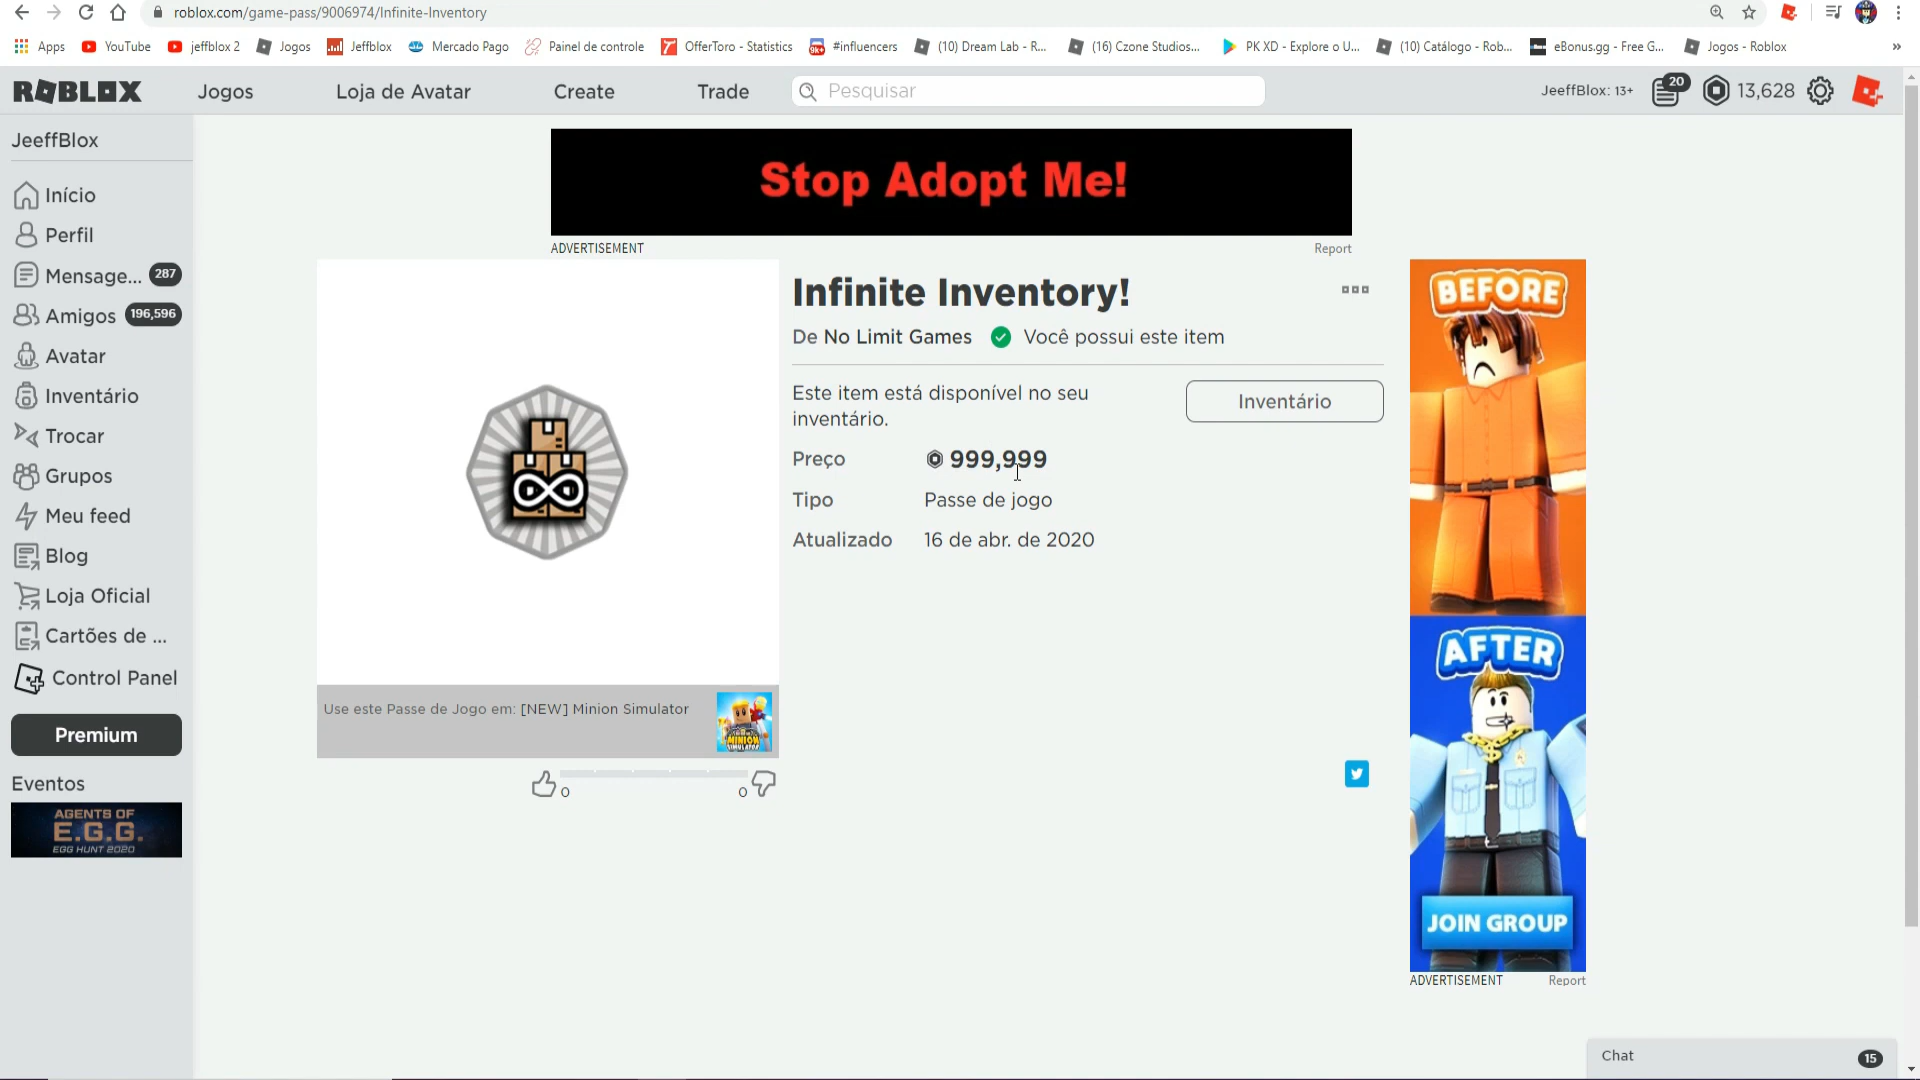 roblox.com/game-pass/9006974/Infinite-Inventory
Apps YouTube jeffblox 2 Jogos Jeffblox Mercado Pago Painel de controle OfferToro - Statistics #influencers (10) Dream Lab - R... (16) Czone Studios... PK XD - Explore o U... (10) Catálogo - Rob... eBonus.gg - Free G... Jogos - Roblox »
ROBLOX Jogos Loja de Avatar Create Trade Pesquisar JeeffBlox: 13+ 20 13,628
JeeffBlox
Início
Perfil
Mensage... 287
Amigos 196,596
Avatar
Inventário
Trocar
Grupos
Meu feed
Blog
Loja Oficial
Cartões de ...
Control Panel
Premium
Eventos
AGENTS OF
E.G.G.
EGG HUNT 2020
Stop Adopt Me!
ADVERTISEMENT Report
Infinite Inventory!
De No Limit Games Você possui este item
Este item está disponível no seu
inventário.
Inventário
Preço 999,999
Tipo Passe de jogo
Atualizado 16 de abr. de 2020
Use este Passe de Jogo em: [NEW] Minion Simulator
MINION
SIMULATOR
0 0
BEFORE
AFTER
JOIN GROUP
ADVERTISEMENT Report
Chat 15